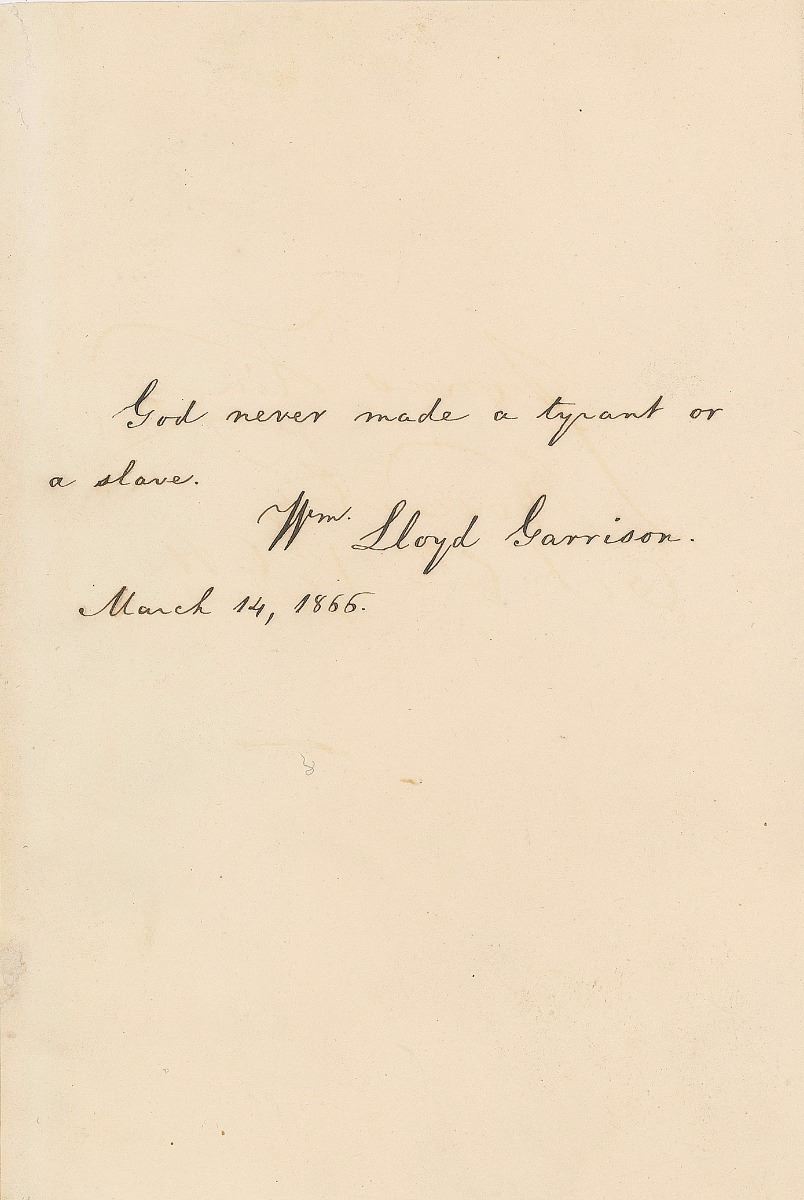 God never made a tyrant or
a slave.
Wm. Lloyd Garrison.
March 14, 1866.